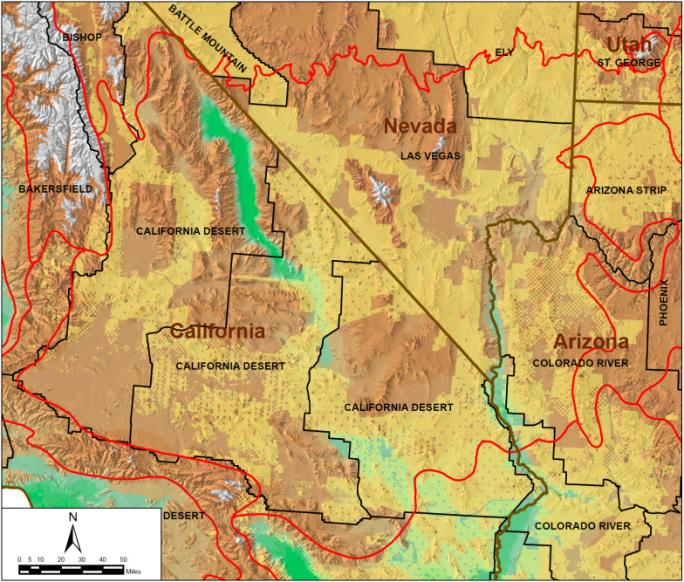 BATTLE MOUNTAIN
BISHOP
Utah
ELY
ST. GEORGE
Nevada
LAS VEGAS
BAKERSFIELD
ARIZONA STRIP
CALIFORNIA DESERT
PHOENIX
California
Arizona
CALIFORNIA DESERT
COLORADO RIVER
CALIFORNIA DESERT
DESERT
COLORADO RIVER
N
0 5 10 20 30 40 50
Miles